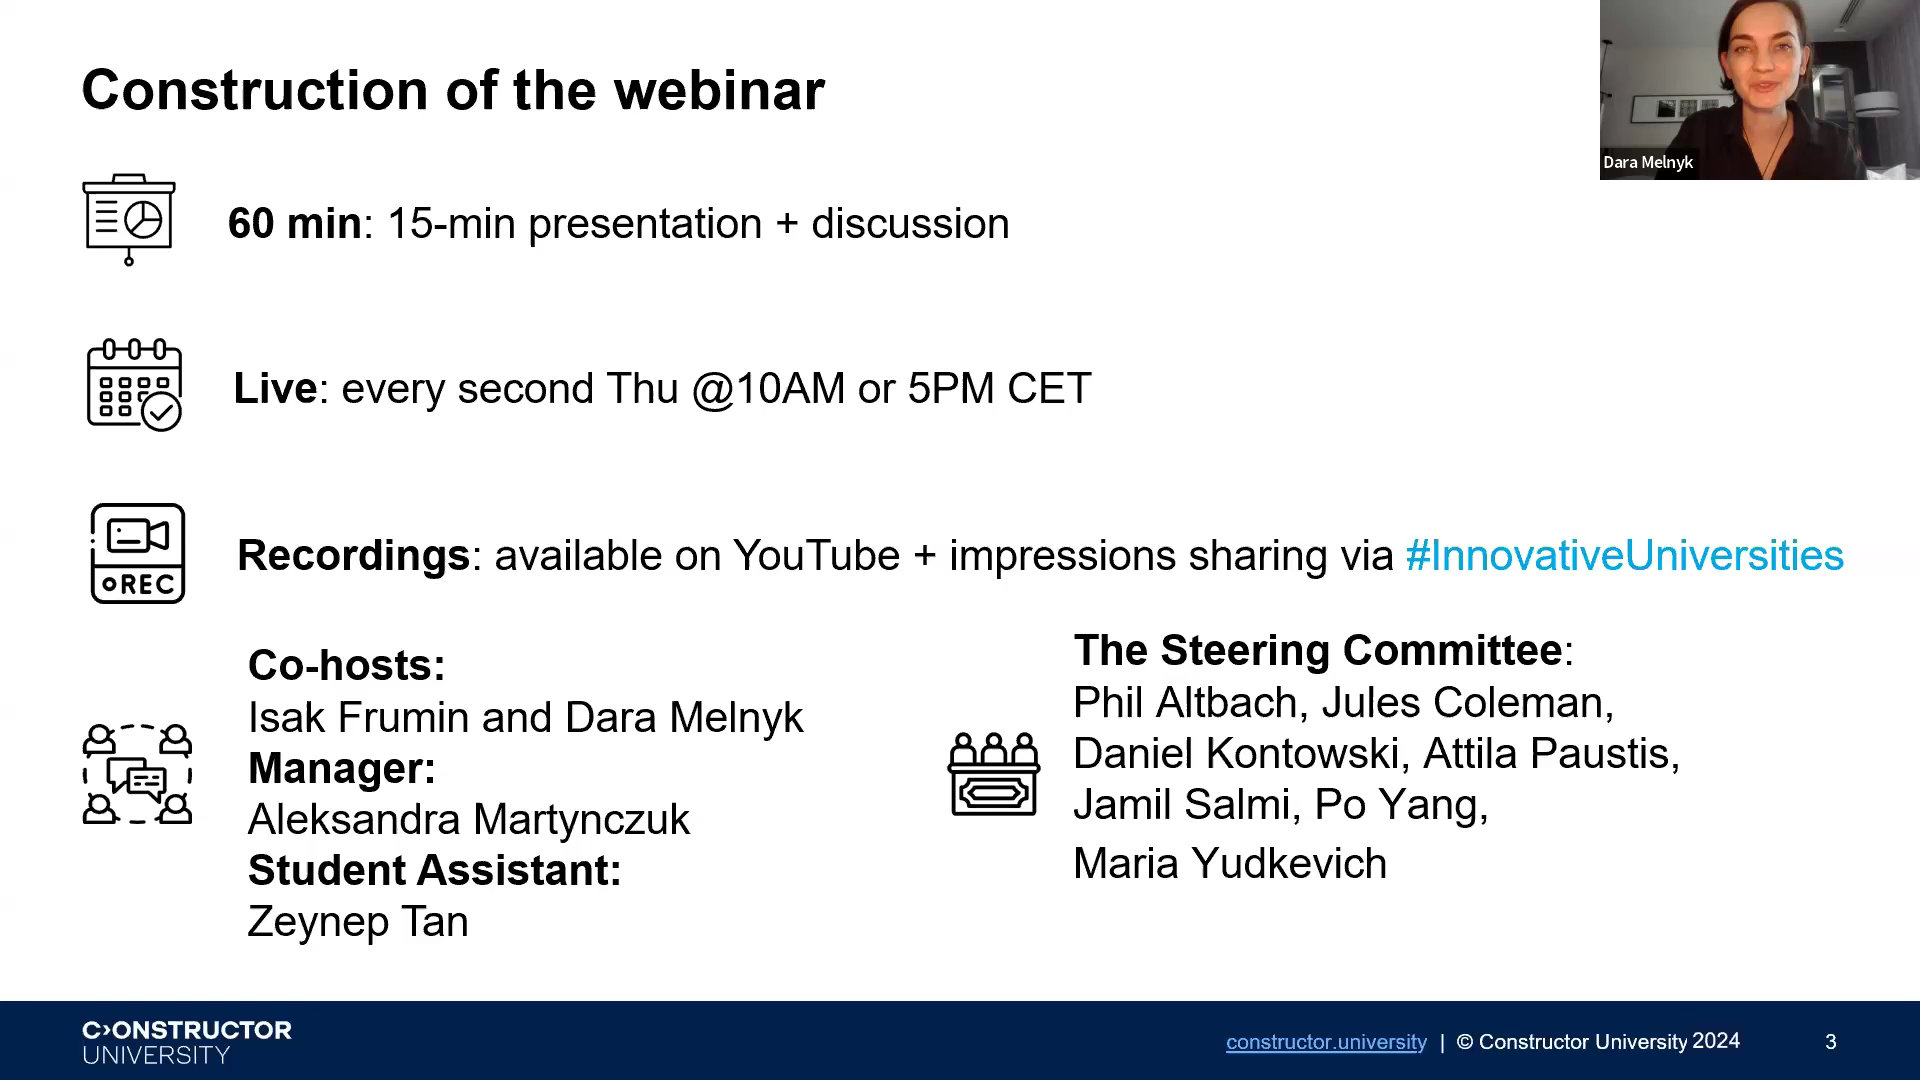 Construction of the webinar
Dara Melnyk
60 min: 15-min presentation + discussion
Live: every second Thu @10AM or 5PM CET
REC
Recordings: available on YouTube + impressions sharing via #InnovativeUniversities
Co-hosts:
Isak Frumin and Dara Melnyk
Manager:
Aleksandra Martynczuk
Student Assistant:
Zeynep Tan
The Steering Committee:
Phil Altbach, Jules Coleman,
Daniel Kontowski, Attila Paustis,
Jamil Salmi, Po Yang,
Maria Yudkevich
C›ONSTRUCTOR
UNIVERSITY
constructor.university | © Constructor University 2024
3